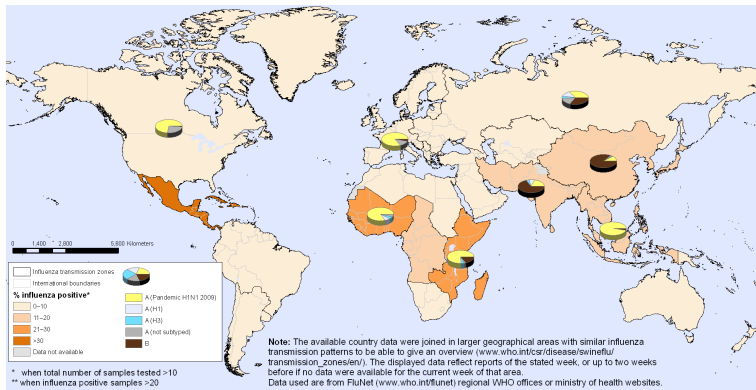 0 1,400 2,800 5,600 Kilometers
Influenza transmission zones
International boundaries
% influenza positive*
0–10
11–20
21–30
>30
Data not available
A (Pandemic H1N1 2009)
A (H1)
A (H3)
A (not subtyped)
B
* when total number of samples tested >10
** when influenza positive samples >20
Note: The available country data were joined in larger geographical areas with similar influenza
transmission patterns to be able to give an overview (www.who.int/csr/disease/swineflu/
transmission_zones/en/). The displayed data reflect reports of the stated week, or up to two weeks
before if no data were available for the current week of that area.
Data used are from FluNet (www.who.int/flunet) regional WHO offices or ministry of health websites.